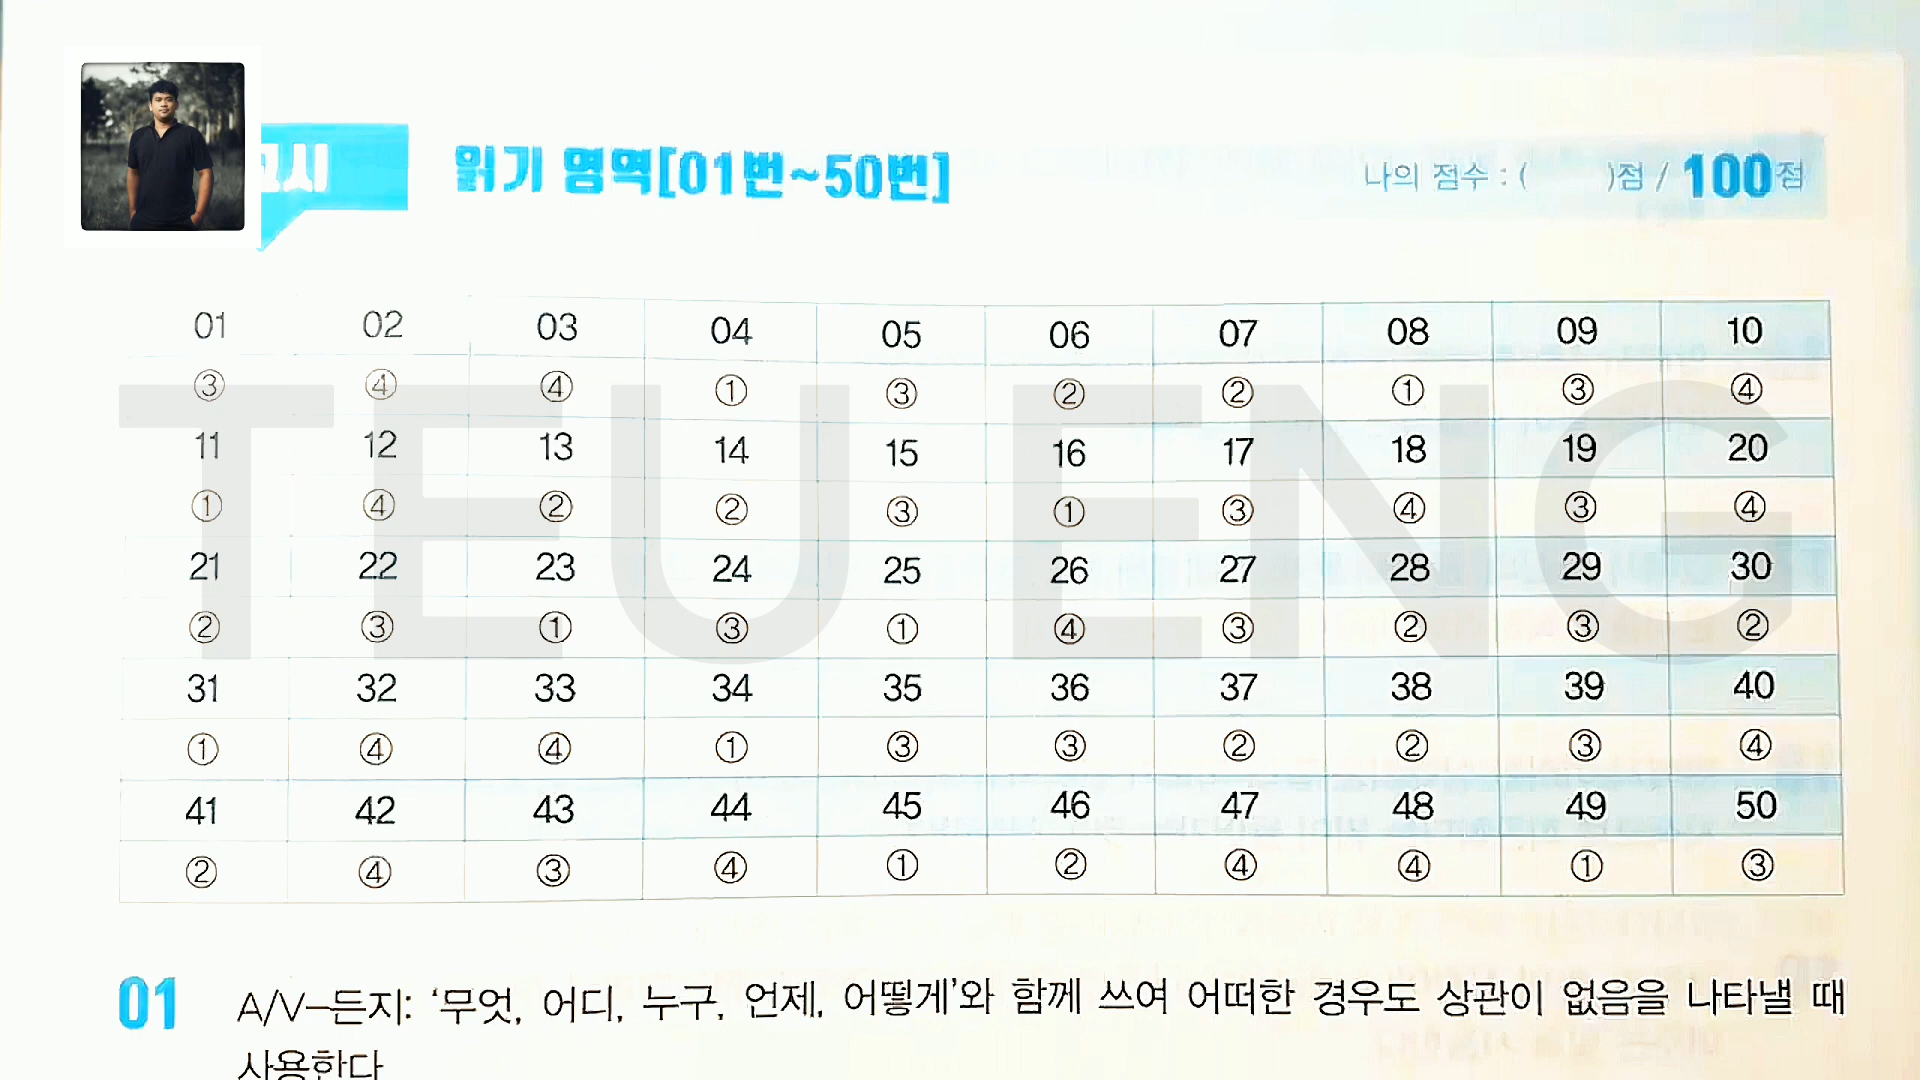 교시
읽기 영역[01번~50번]
나의 점수 : ( )점 / 100점
01 02 03 04 05 06 07 08 09 10
③ ④ ④ ① ③ ② ② ① ③ ④
11 12 13 14 15 16 17 18 19 20
① ④ ② ② ③ ① ③ ④ ③ ④
21 22 23 24 25 26 27 28 29 30
② ③ ① ③ ① ④ ③ ② ③ ②
31 32 33 34 35 36 37 38 39 40
① ④ ④ ① ③ ③ ② ② ③ ④
41 42 43 44 45 46 47 48 49 50
② ④ ③ ④ ① ② ④ ④ ① ③
TEU ENG
01 A/V–든지: ‘무엇, 어디, 누구, 언제, 어떻게’와 함께 쓰여 어떠한 경우도 상관이 없음을 나타낼 때
사용한다